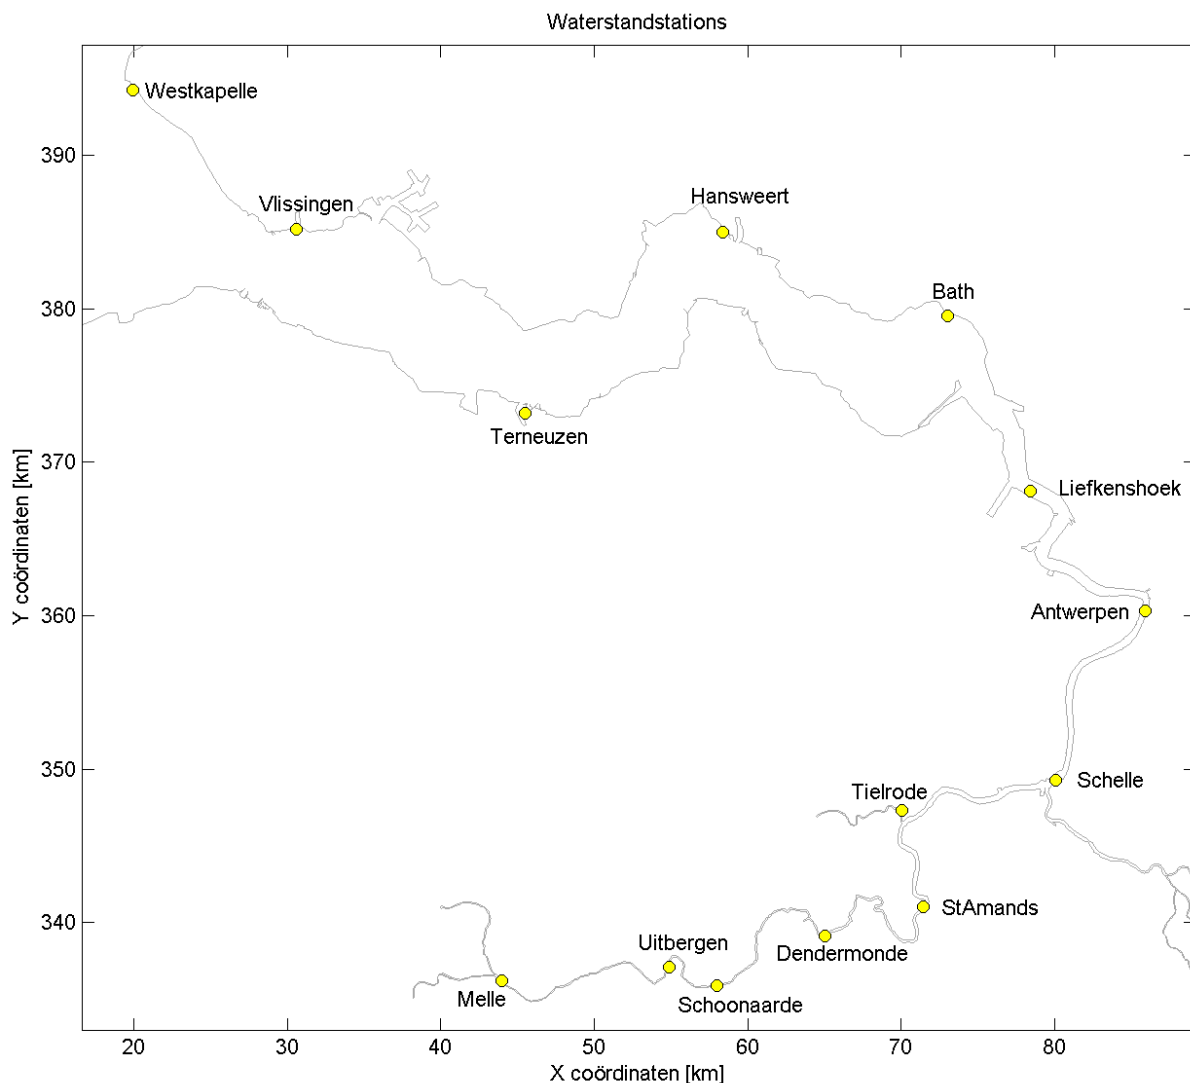 Waterstandstations
Westkapelle
390
Hansweert
Vlissingen
Bath
380
Terneuzen
370
Liefkenshoek
Y coördinaten [km]
360
Antwerpen
350
Schelle
Tielrode
StAmands
340
Uitbergen
Dendermonde
Melle
Schoonaarde
20 30 40 50 60 70 80
X coördinaten [km]